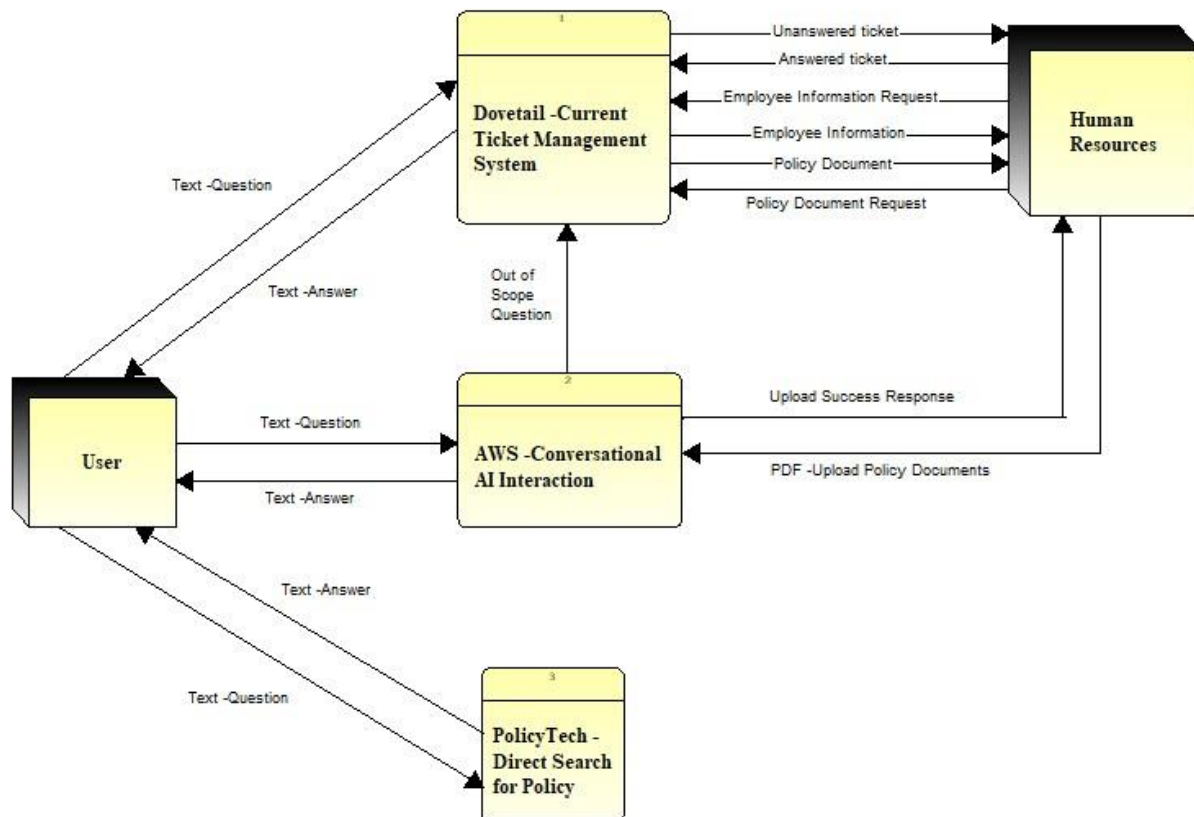 1
Unanswered ticket
Answered ticket
Employee Information Request
Dovetail -Current
Ticket Management
System
Employee Information
Human
Resources
Policy Document
Policy Document Request
Text -Question
Text -Answer
Out of
Scope
Question
2
Upload Success Response
Text -Question
User
AWS -Conversational
AI Interaction
PDF -Upload Policy Documents
Text -Answer
Text -Answer
3
Text -Question
PolicyTech -
Direct Search
for Policy